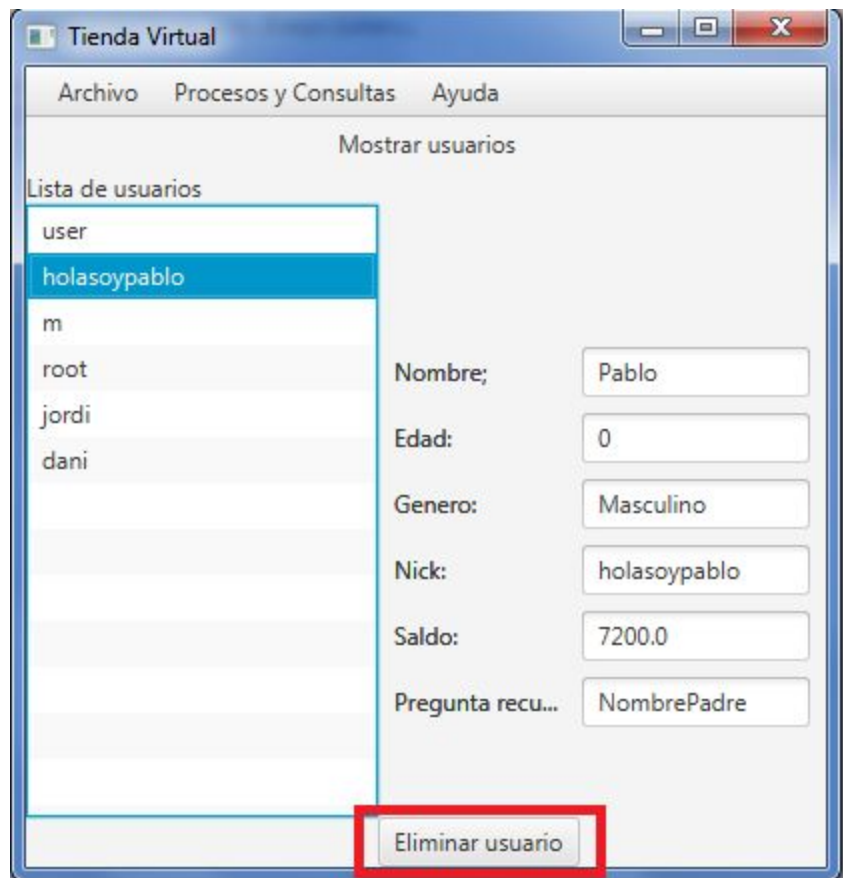 Tienda Virtual
Archivo Procesos y Consultas Ayuda
Mostrar usuarios
Lista de usuarios
user
holasoypablo
m
root
jordi
dani
Nombre; Pablo
Edad: 0
Genero: Masculino
Nick: holasoypablo
Saldo: 7200.0
Pregunta recu... NombrePadre
Eliminar usuario